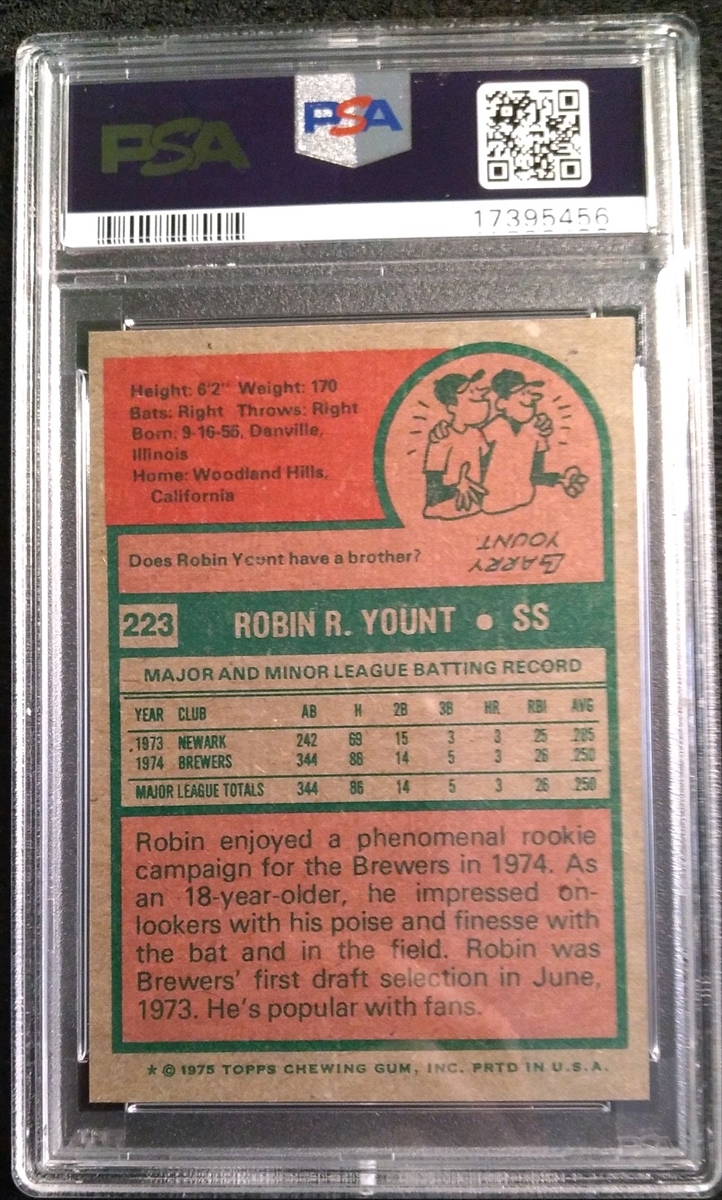 PSA PSA
17395456
Height: 6'2" Weight: 170
Bats: Right Throws: Right
Born: 9-16-55, Danville,
Illinois
Home: Woodland Hills,
California
GARRY
YOUNT
Does Robin Yount have a brother?
223 ROBIN R. YOUNT • SS
MAJOR AND MINOR LEAGUE BATTING RECORD
YEAR CLUB AB H 2B 3B HR RBI AVG
1973 NEWARK 242 69 15 3 3 25 .285
1974 BREWERS 344 86 14 5 3 26 .250
MAJOR LEAGUE TOTALS 344 86 14 5 3 26 .250
Robin enjoyed a phenomenal rookie
campaign for the Brewers in 1974. As
an 18-year-older, he impressed on-
lookers with his poise and finesse with
the bat and in the field. Robin was
Brewers' first draft selection in June,
1973. He's popular with fans.
* © 1975 TOPPS CHEWING GUM, INC. PRTD IN U.S.A.
PSA